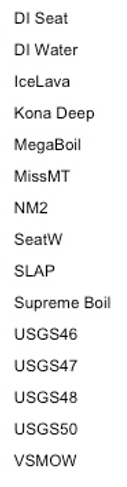 DI Seat
DI Water
IceLava
Kona Deep
MegaBoil
MissMT
NM2
SeatW
SLAP
Supreme Boil
USGS46
USGS47
USGS48
USGS50
VSMOW